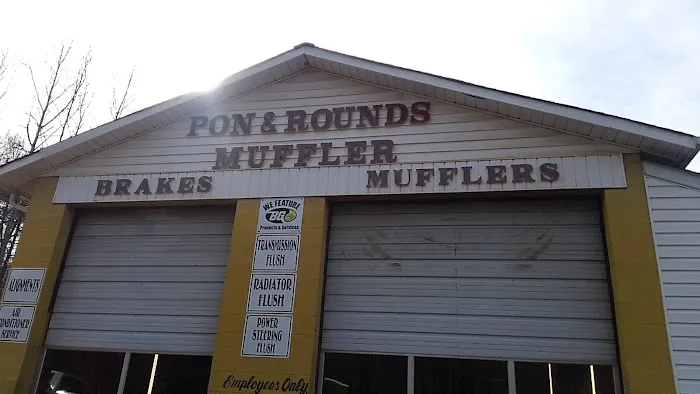 PON & ROUNDS
MUFFLER
BRAKES
MUFFLERS
WE FEATURE
BG
Products & Services
TRANSMISSION
FLUSH
RADIATOR
FLUSH
POWER
STEERING
FLUSH
Employees Only
ALIGNMENTS
AIR
CONDITIONER
SERVICE